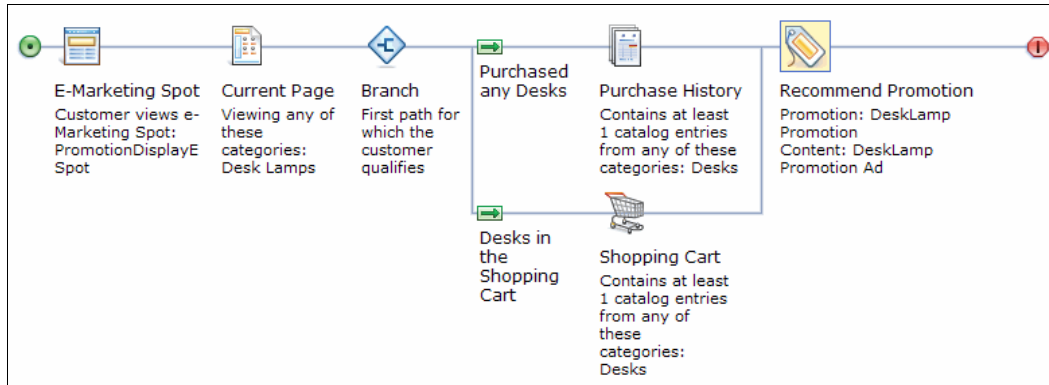 E-Marketing Spot
Customer views e-
Marketing Spot:
PromotionDisplayE
Spot
Current Page
Viewing any of
these
categories:
Desk Lamps
Branch
First path for
which the
customer
qualifies
Purchased
any Desks
Purchase History
Contains at least
1 catalog entries
from any of these
categories: Desks
Recommend Promotion
Promotion: DeskLamp
Promotion
Content: DeskLamp
Promotion Ad
Desks in
the
Shopping
Cart
Shopping Cart
Contains at least
1 catalog entries
from any of
these
categories:
Desks